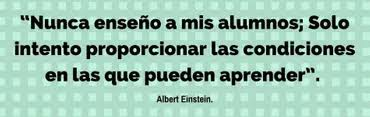 “Nunca enseño a mis alumnos; Solo
intento proporcionar las condiciones
en las que pueden aprender”.
Albert Einstein.